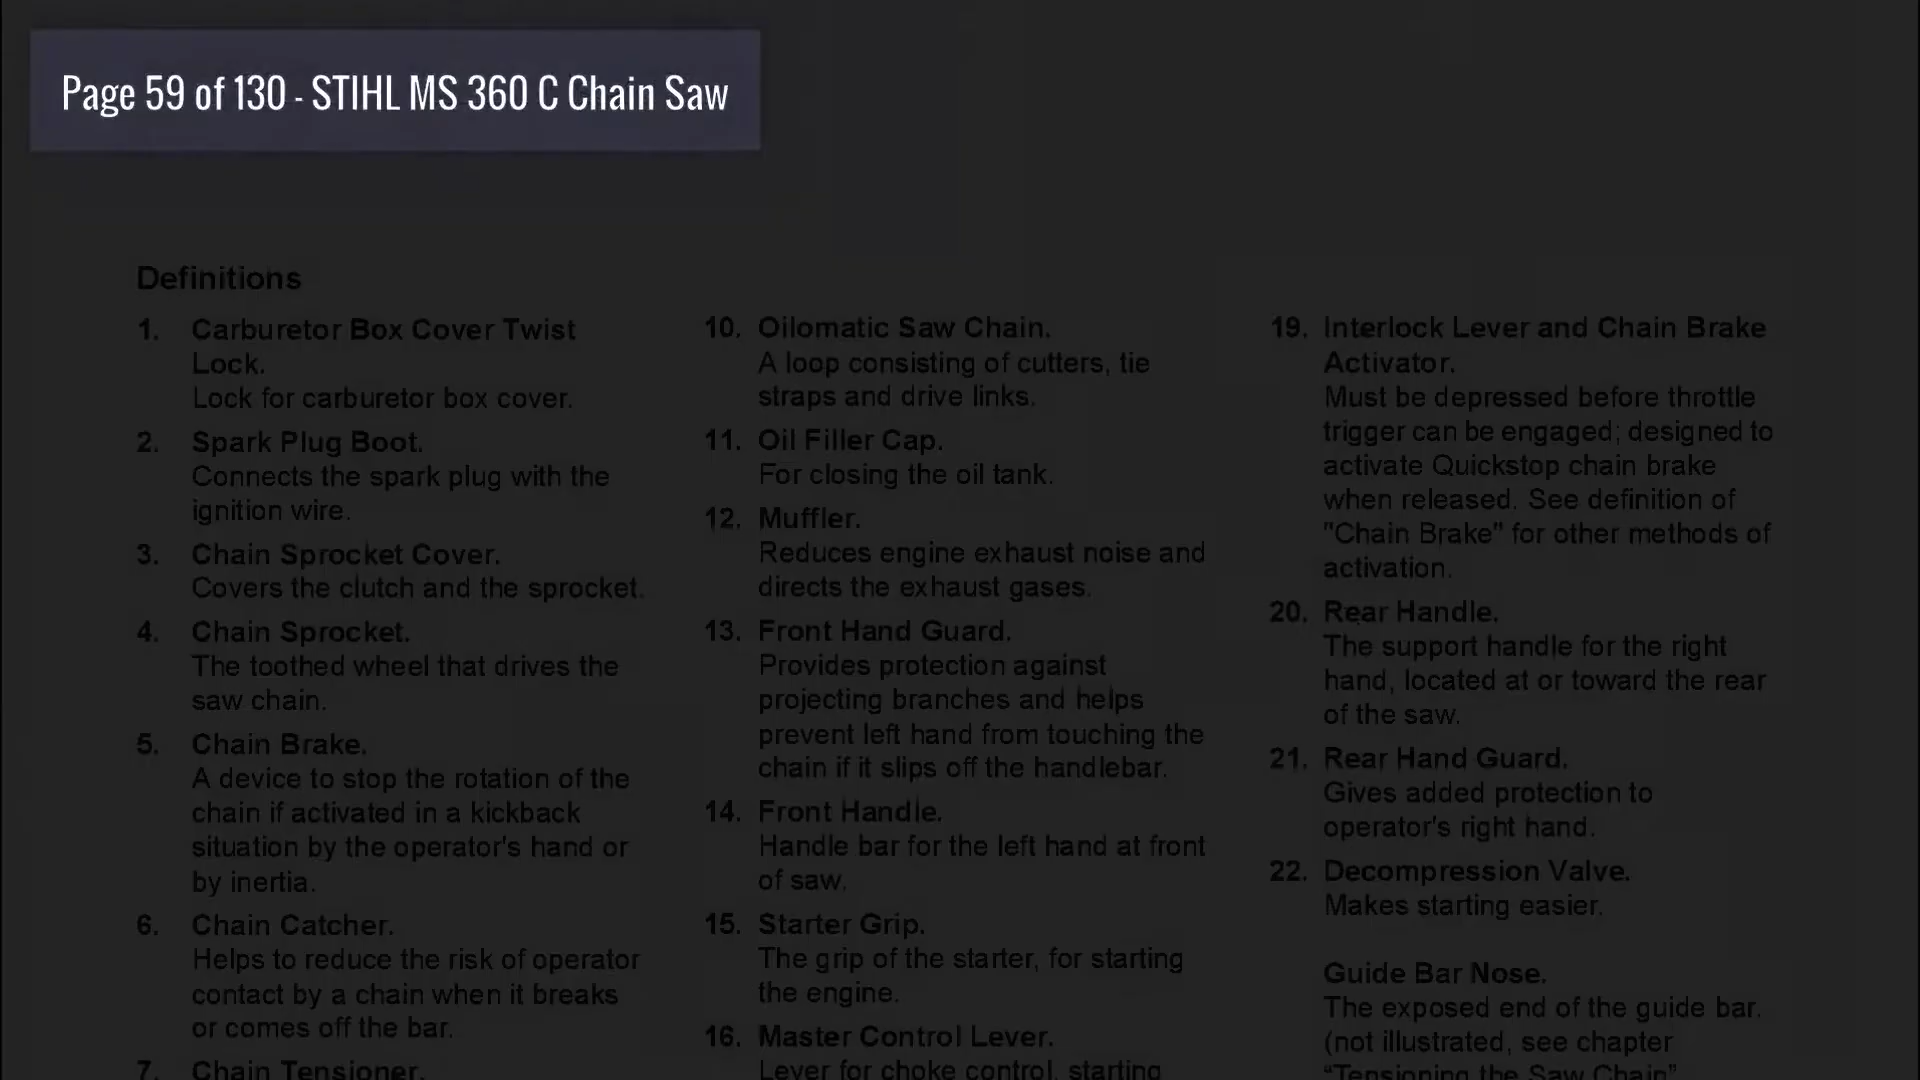 Page 59 of 130 - STIHL MS 360 C Chain Saw
Definitions
1. Carburetor Box Cover Twist
Lock.
Lock for carburetor box cover.
2. Spark Plug Boot.
Connects the spark plug with the
ignition wire.
3. Chain Sprocket Cover.
Covers the clutch and the sprocket.
4. Chain Sprocket.
The toothed wheel that drives the
saw chain.
5. Chain Brake.
A device to stop the rotation of the
chain if activated in a kickback
situation by the operator's hand or
by inertia.
6. Chain Catcher.
Helps to reduce the risk of operator
contact by a chain when it breaks
or comes off the bar.
7. Chain Tensioner.
10. Oilomatic Saw Chain.
A loop consisting of cutters, tie
straps and drive links.
11. Oil Filler Cap.
For closing the oil tank.
12. Muffler.
Reduces engine exhaust noise and
directs the exhaust gases.
13. Front Hand Guard.
Provides protection against
projecting branches and helps
prevent left hand from touching the
chain if it slips off the handlebar.
14. Front Handle.
Handle bar for the left hand at front
of saw.
15. Starter Grip.
The grip of the starter, for starting
the engine.
16. Master Control Lever.
Lever for choke control, starting
19. Interlock Lever and Chain Brake
Activator.
Must be depressed before throttle
trigger can be engaged; designed to
activate Quickstop chain brake
when released. See definition of
"Chain Brake" for other methods of
activation.
20. Rear Handle.
The support handle for the right
hand, located at or toward the rear
of the saw.
21. Rear Hand Guard.
Gives added protection to
operator's right hand.
22. Decompression Valve.
Makes starting easier.
Guide Bar Nose.
The exposed end of the guide bar.
(not illustrated, see chapter
"Tensioning the Saw Chain"